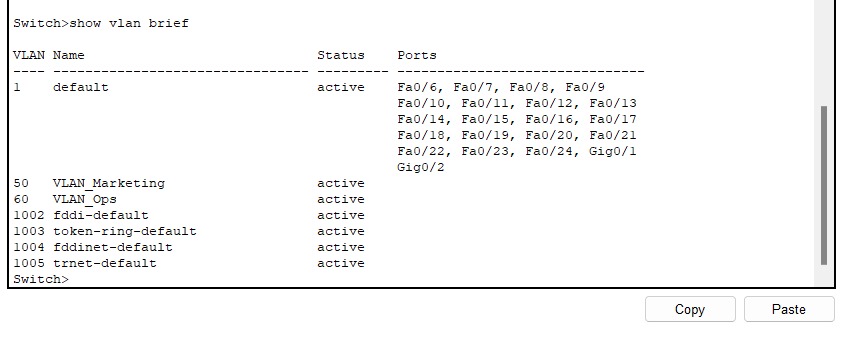 Switch>show vlan brief
VLAN Name                             Status    Ports
---- -------------------------------- --------- -------------------------------
1    default                          active    Fa0/6, Fa0/7, Fa0/8, Fa0/9
                                                Fa0/10, Fa0/11, Fa0/12, Fa0/13
                                                Fa0/14, Fa0/15, Fa0/16, Fa0/17
                                                Fa0/18, Fa0/19, Fa0/20, Fa0/21
                                                Fa0/22, Fa0/23, Fa0/24, Gig0/1
                                                Gig0/2
50   VLAN_Marketing                   active
60   VLAN_Ops                         active
1002 fddi-default                     active
1003 token-ring-default               active
1004 fddinet-default                  active
1005 trnet-default                    active
Switch>
Copy Paste